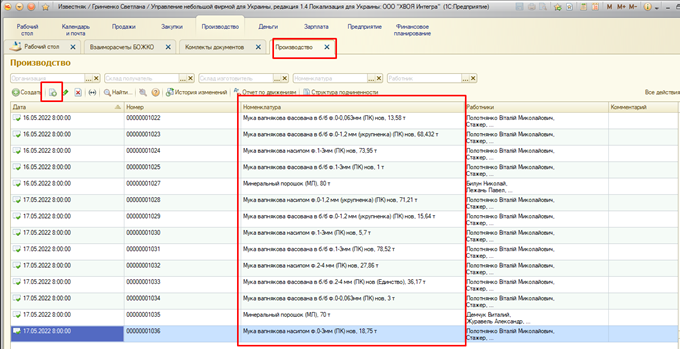 Известняк / Гринченко Светлана / Управление небольшой фирмой для Украины, редакция 1.4 Локализация для Украины: ООО "ХВОЯ Интегра" (1С:Предприятие)
M M+ M-
Рабочий стол
Календарь и почта
Продажи
Закупки
Производство
Деньги
Зарплата
Предприятие
Финансовое планирование
Рабочий стол
Взаиморасчеты БОЖКО
Комплекты документов
Производство
Производство
Организация
Склад получатель
Склад изготовитель
Номенклатура
Работник
Создать
Найти...
История изменений
Отчет по движениям
Структура подчиненности
Все действия
Дата Номер Номенклатура Работники Комментарий
16.05.2022 8:00:00 00000001022 Мука вапнякова фасована в б/б ф.0-0,063мм (ПК) нов, 13,58 т Полотнянко Віталій Миколайович,
Стажер, ...
16.05.2022 8:00:00 00000001023 Мука вапнякова фасована в б/б ф.0-1,2 мм (укрупненка) (ПК) нов, 68,432 т Полотнянко Віталій Миколайович,
Стажер, ...
16.05.2022 8:00:00 00000001024 Мука вапнякова насипом ф.1-3мм (ПК) нов, 73,95 т Полотнянко Віталій Миколайович,
Стажер, ...
16.05.2022 8:00:00 00000001025 Мука вапнякова фасована в б/б ф.1-3мм (ПК) нов, 1 т Полотнянко Віталій Миколайович,
Стажер, ...
16.05.2022 8:00:00 00000001027 Минеральный порошок (МП), 80 т Билун Николай,
Лежань Павел, ...
17.05.2022 8:00:00 00000001028 Мука вапнякова насипом ф.0-1,2 мм (укрупненка) (ПК) нов, 71,21 т Полотнянко Віталій Миколайович,
Стажер, ...
17.05.2022 8:00:00 00000001029 Мука вапнякова фасована в б/б ф.0-1,2 мм (укрупненка) (ПК) нов, 15,64 т Полотнянко Віталій Миколайович,
Стажер, ...
17.05.2022 8:00:00 00000001030 Мука вапнякова насипом ф.1-3мм (ПК) нов, 5,7 т Полотнянко Віталій Миколайович,
Стажер, ...
17.05.2022 8:00:00 00000001031 Мука вапнякова фасована в б/б ф.1-3мм (ПК) нов, 78,52 т Полотнянко Віталій Миколайович,
Стажер, ...
17.05.2022 8:00:00 00000001032 Мука вапнякова насипом ф.2-4 мм (ПК) нов, 27,86 т Полотнянко Віталій Миколайович,
Стажер, ...
17.05.2022 8:00:00 00000001033 Мука вапнякова фасована в б/б ф.2-4 мм (ПК) нов (Единство), 36,17 т Полотнянко Віталій Миколайович,
Стажер, ...
17.05.2022 8:00:00 00000001034 Мука вапнякова фасована в б/б ф.0-0,063мм (ПК) нов, 3 т Полотнянко Віталій Миколайович,
Стажер, ...
17.05.2022 8:00:00 00000001035 Минеральный порошок (МП), 70 т Демчук Виталий,
Журавель Александр, ...
17.05.2022 8:00:00 00000001036 Мука вапнякова насипом ф.0-3мм (ПК) нов, 18,75 т Полотнянко Віталій Миколайович,
Стажер, ...